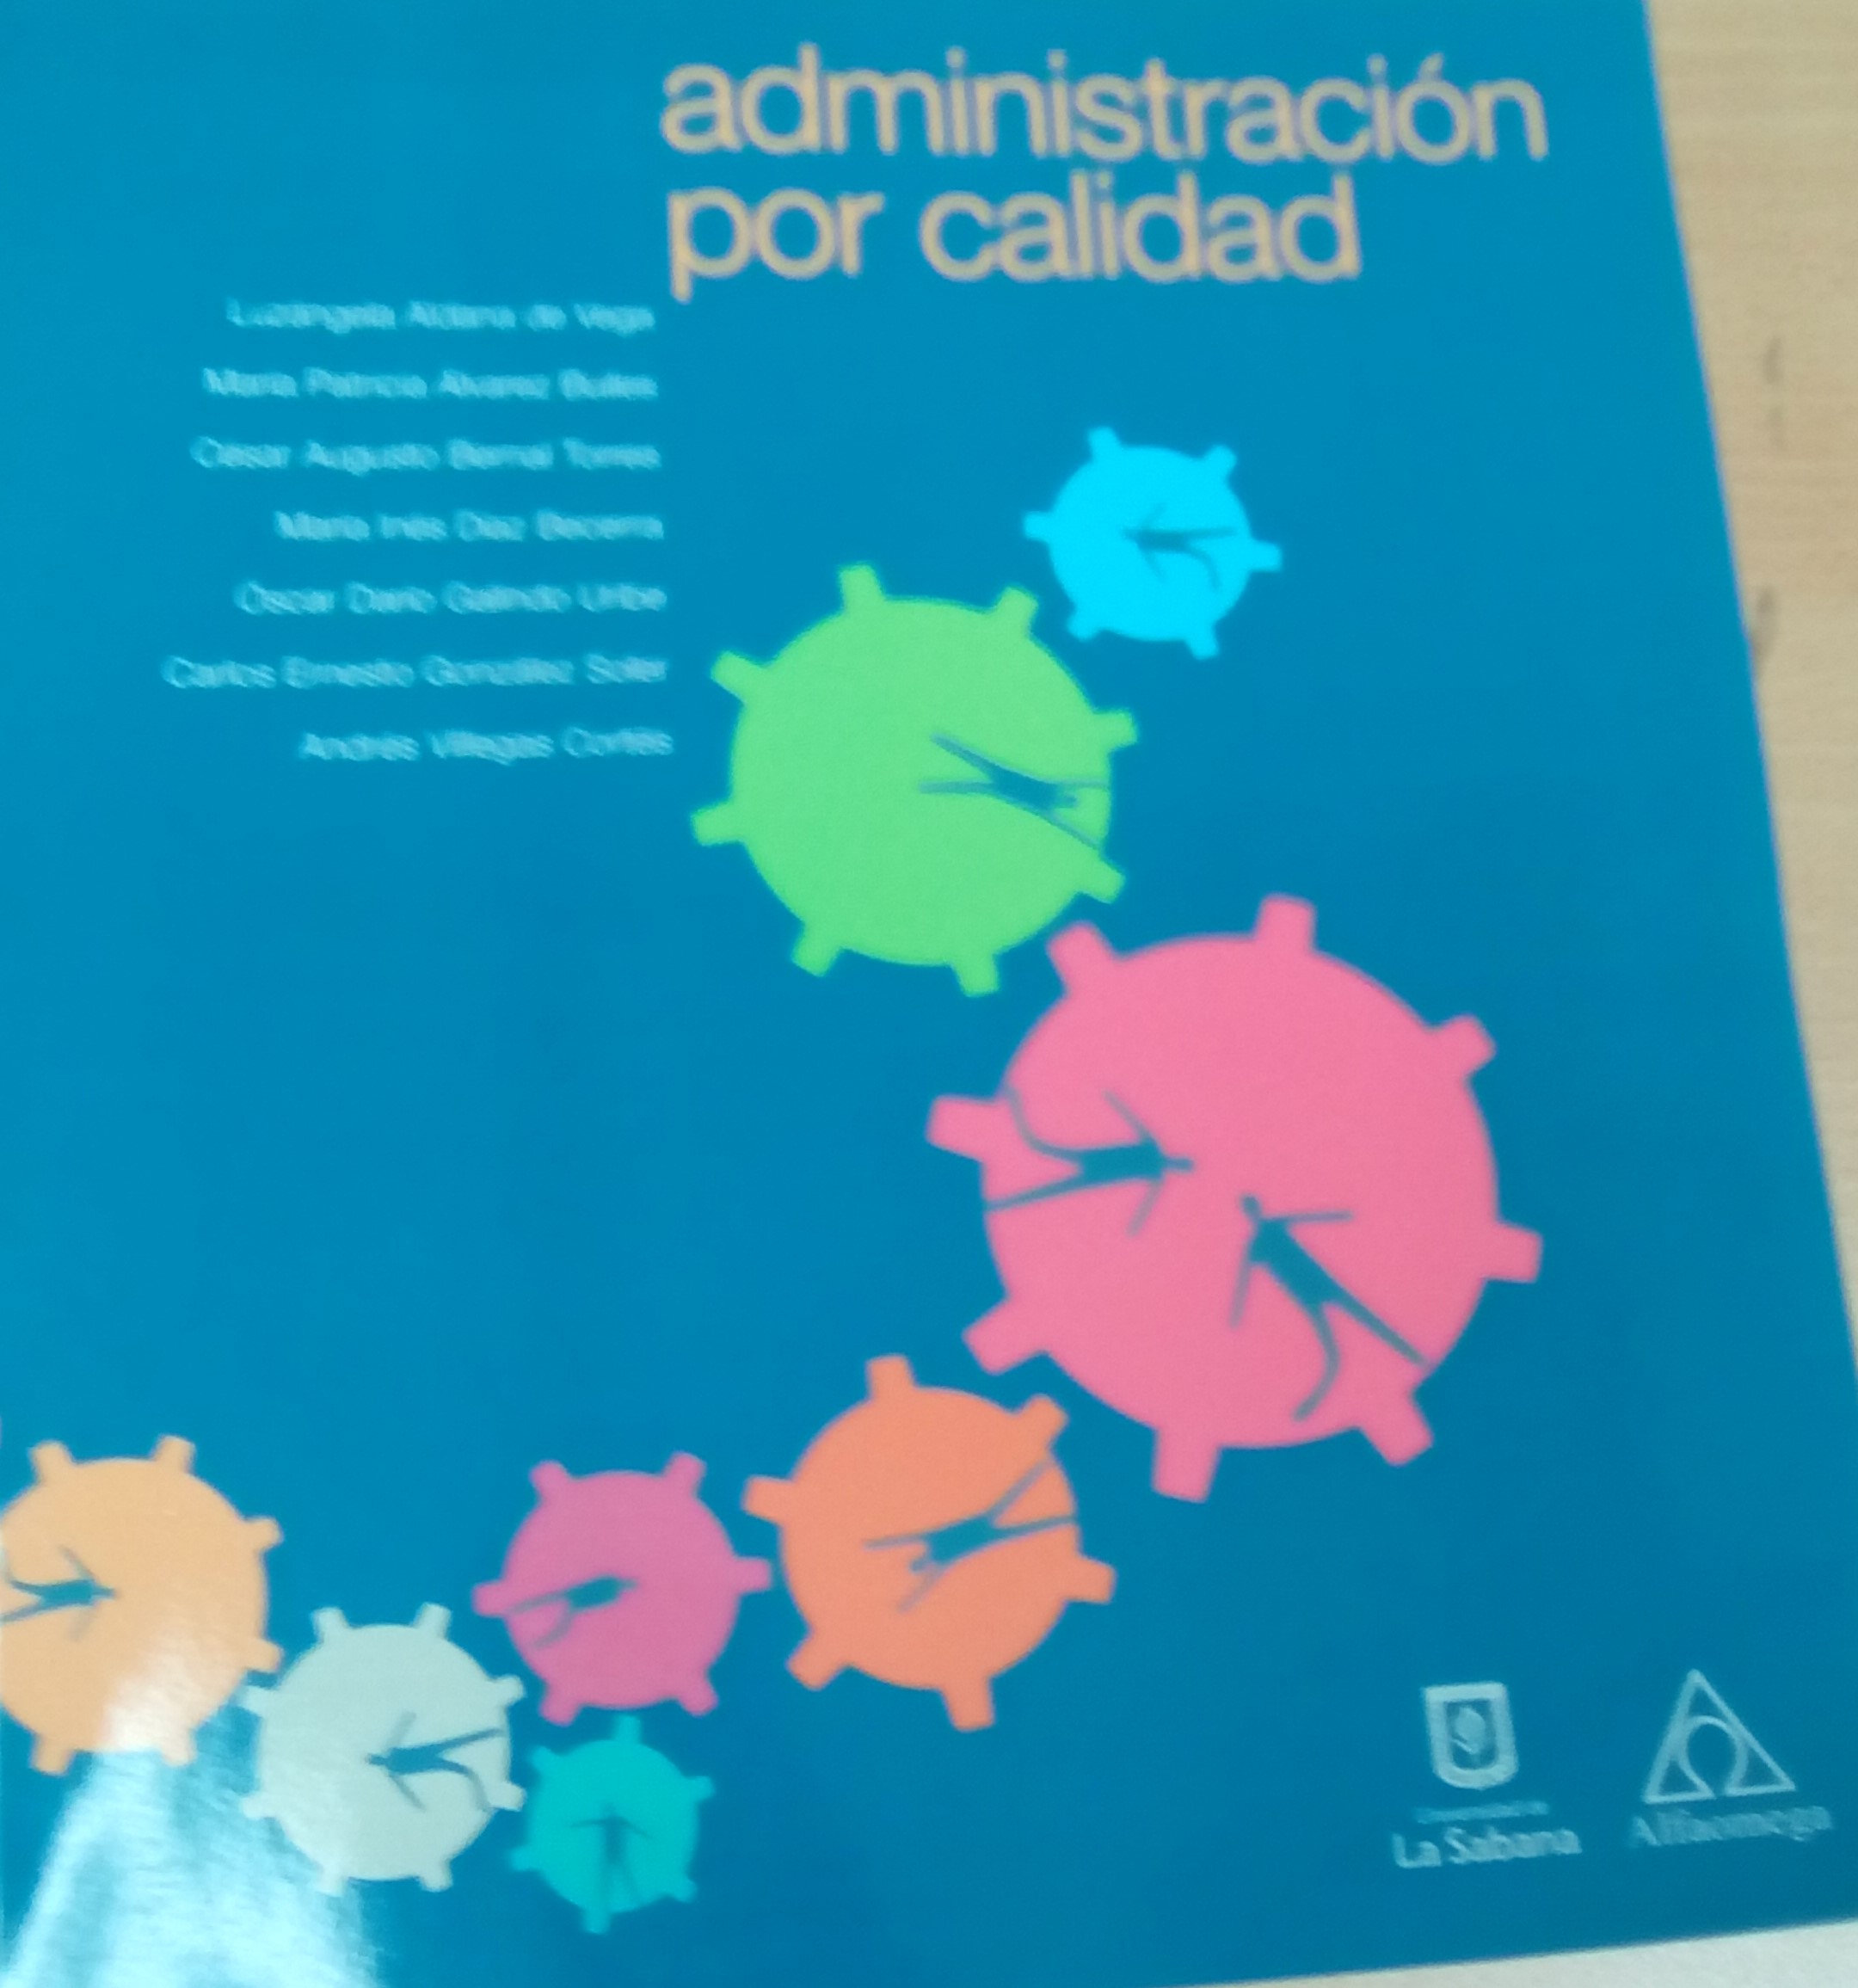 administración
por calidad
Luzángela Aldana de Vega
María Patricia Álvarez Builes
César Augusto Bernal Torres
María Inés Díaz Becerra
Óscar Darío Galindo Uribe
Carlos Ernesto González Soler
Andrés Villegas Cortés
La Sabana
Alfaomega